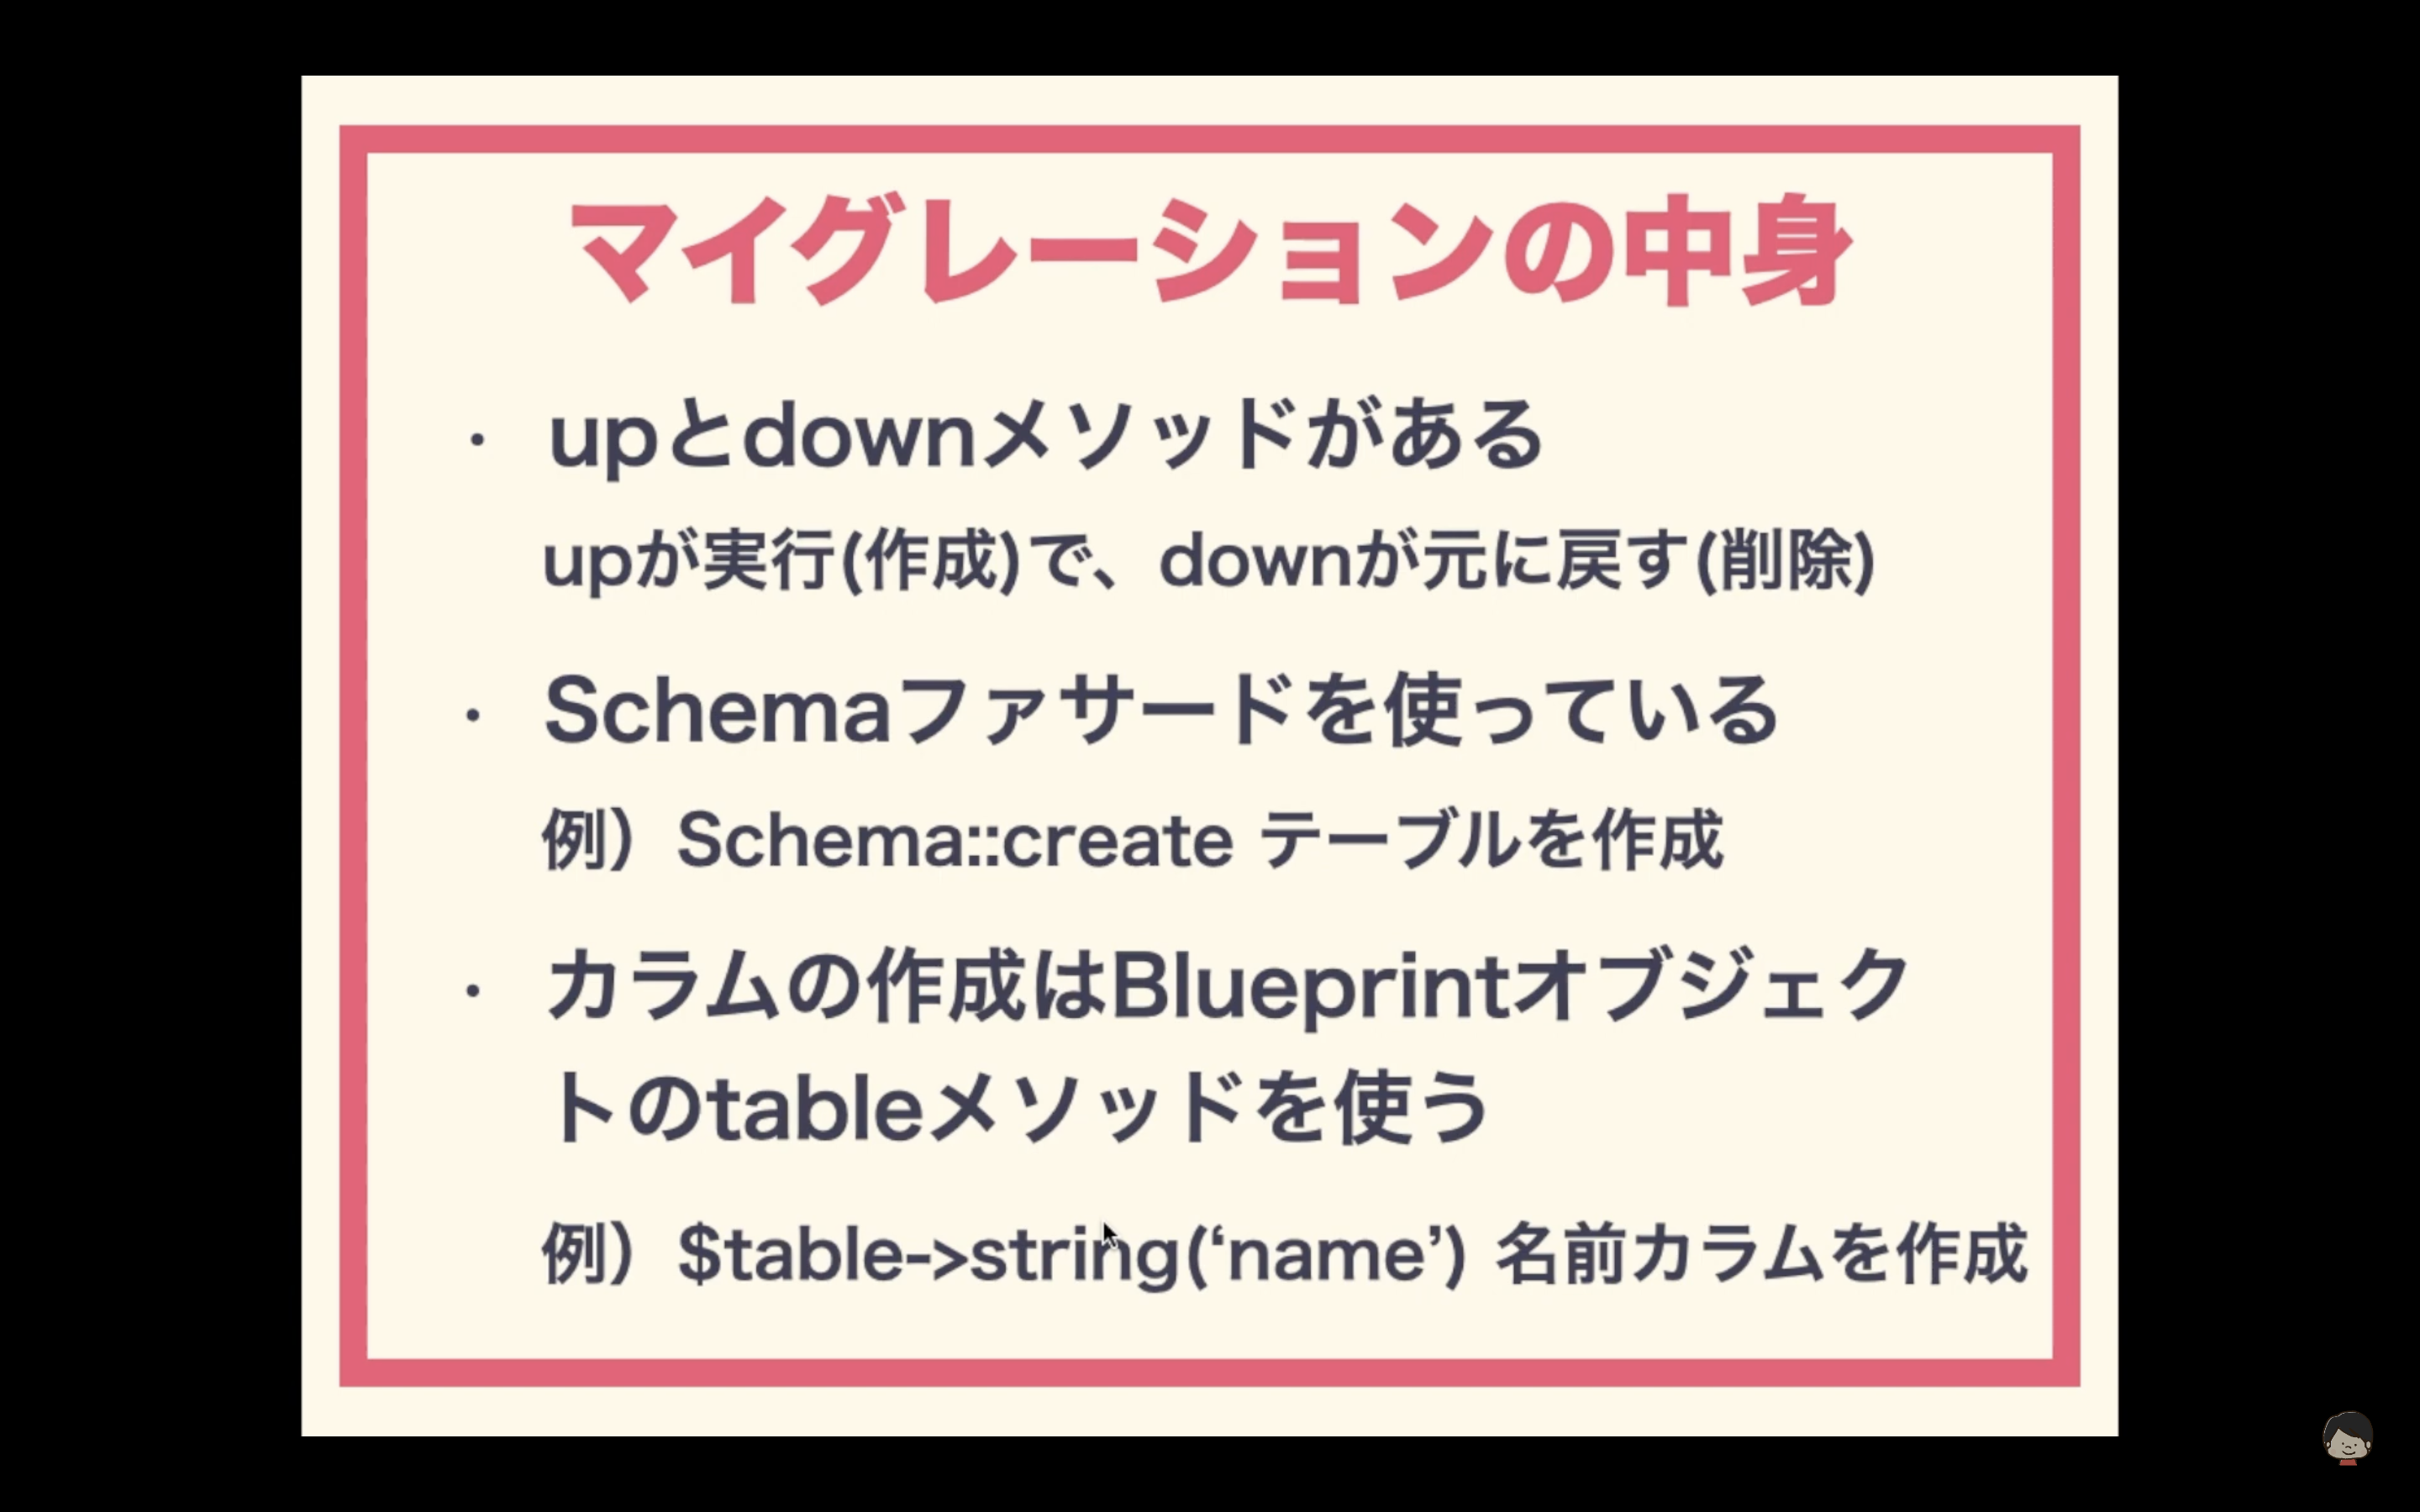 マイグレーションの中身
・ upとdownメソッドがある
upが実行(作成)で、downが元に戻す(削除)
・ Schemaファサードを使っている
例）Schema::create テーブルを作成
・ カラムの作成はBlueprintオブジェク
トのtableメソッドを使う
例）$table->string(‘name’) 名前カラムを作成